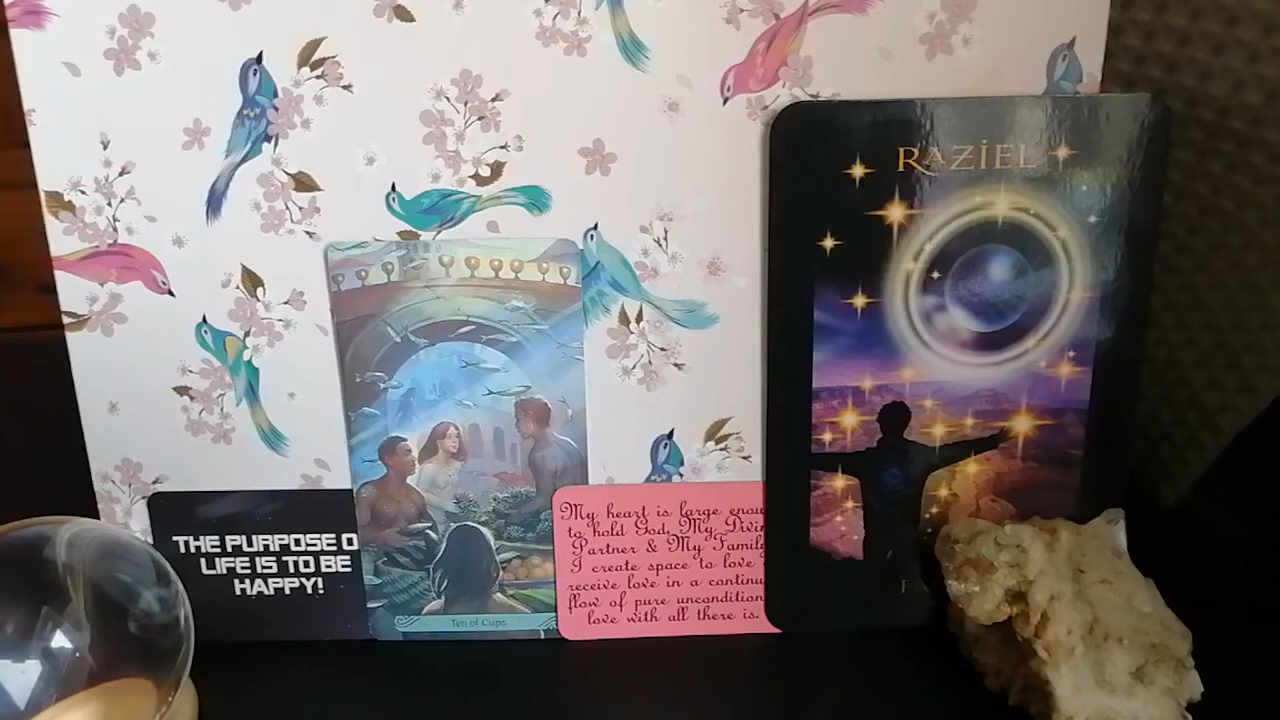 RAZIEL
THE PURPOSE O
LIFE IS TO BE
HAPPY!
Ten of Cups
My heart is large enou
to hold God, My Divin
Partner & My Family
I create space to love
receive love in a continu
flow of pure uncondition
love with all there is.